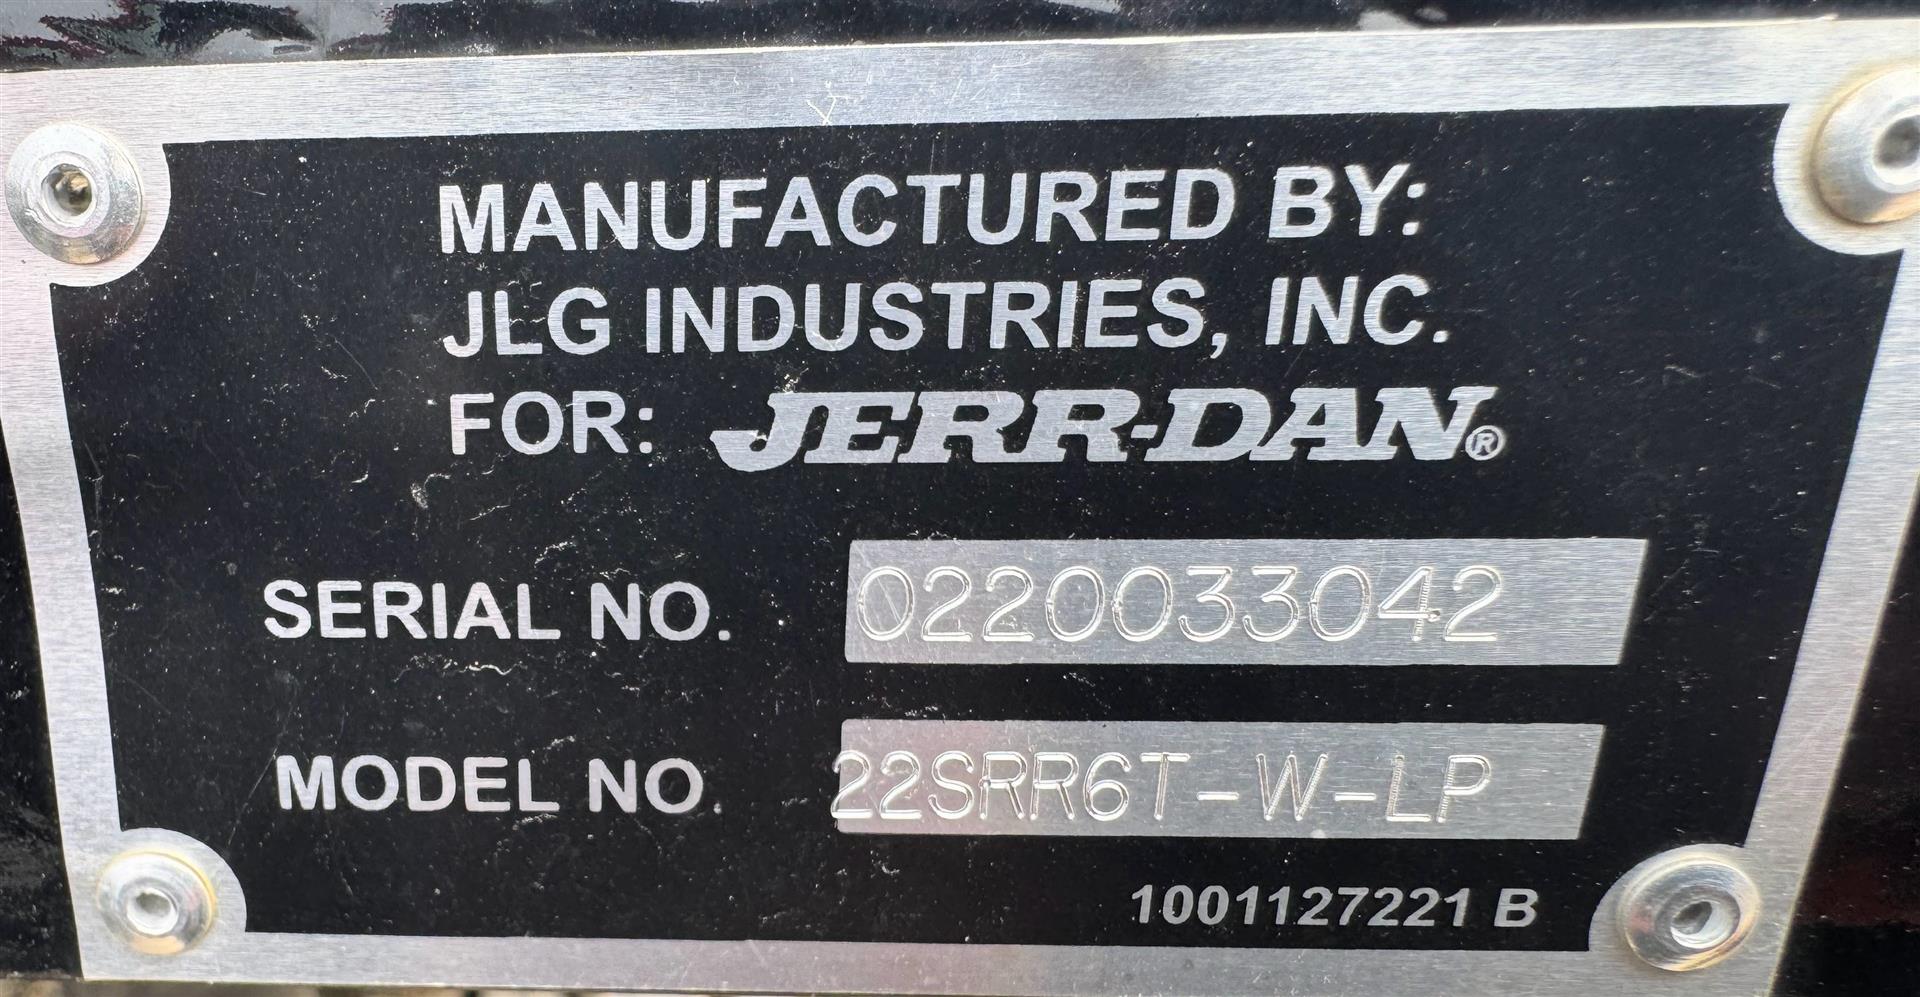 MANUFACTURED BY:
JLG INDUSTRIES, INC.
FOR: JERR-DAN®
SERIAL NO. 0220033042
MODEL NO. 22SRR6T-W-LP
1001127221 B